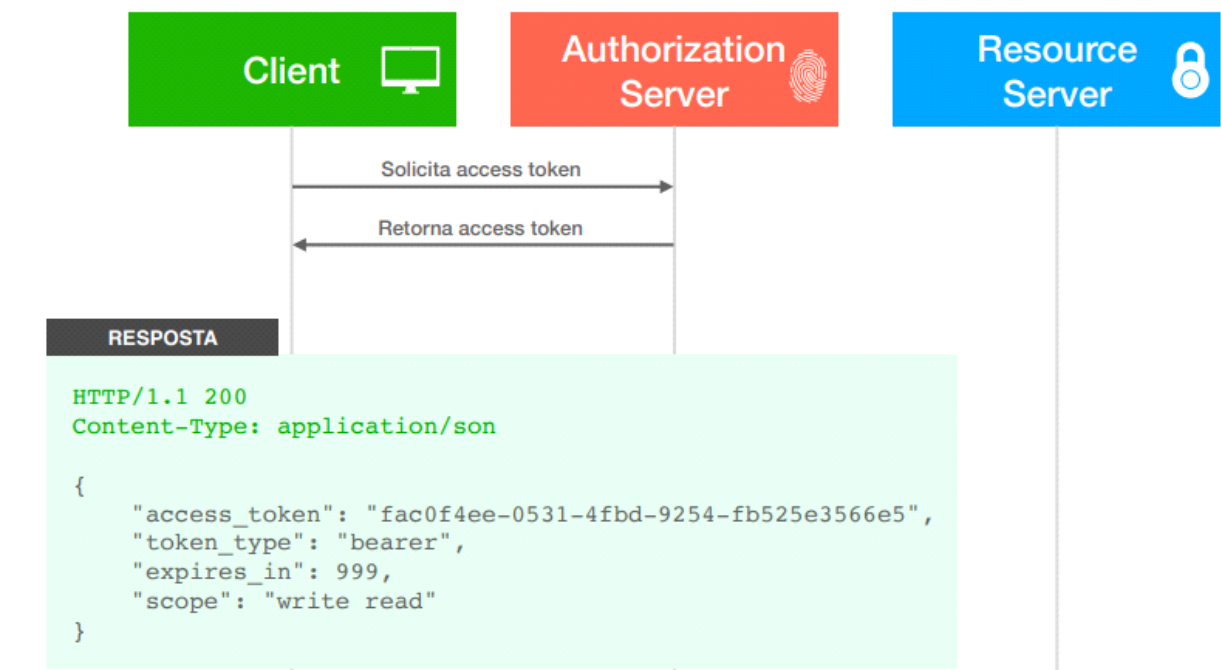 Client
Authorization
Server
Resource
Server
Solicita access token
Retorna access token
RESPOSTA
HTTP/1.1 200
Content-Type: application/son
{
"access_token": "fac0f4ee-0531-4fbd-9254-fb525e3566e5",
"token_type": "bearer",
"expires_in": 999,
"scope": "write read"
}